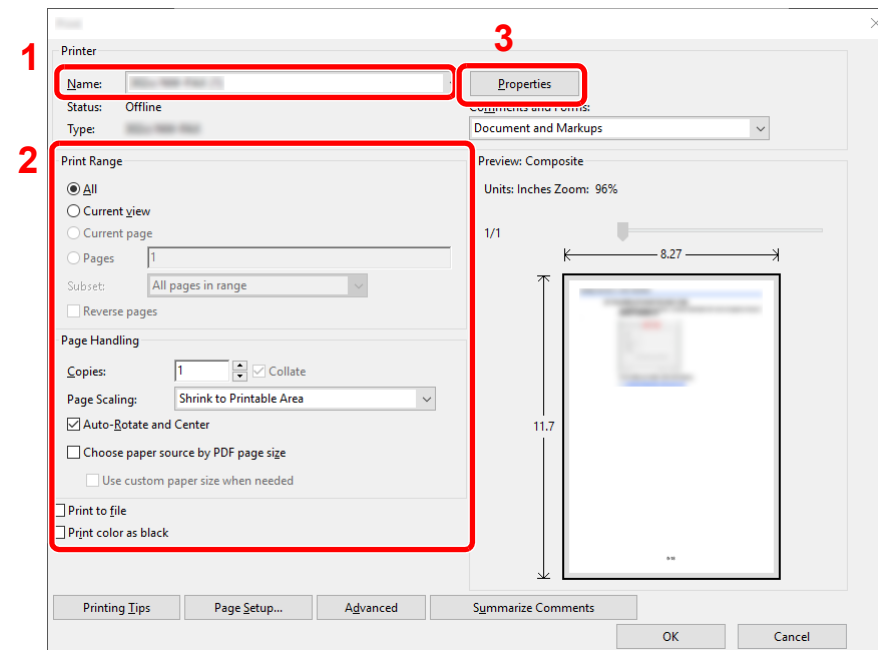 3
1
Printer
Name:
Properties
Status: Offline
Comments and Forms:
Type:
Document and Markups
2
Print Range
Preview: Composite
All
Units: Inches Zoom: 96%
Current view
Current page
1/1
Pages 1
8.27
Subset: All pages in range
Reverse pages
Page Handling
Copies: 1 Collate
Page Scaling: Shrink to Printable Area
Auto-Rotate and Center
11.7
Choose paper source by PDF page size
Use custom paper size when needed
Print to file
Print color as black
Printing Tips Page Setup... Advanced Summarize Comments
OK Cancel